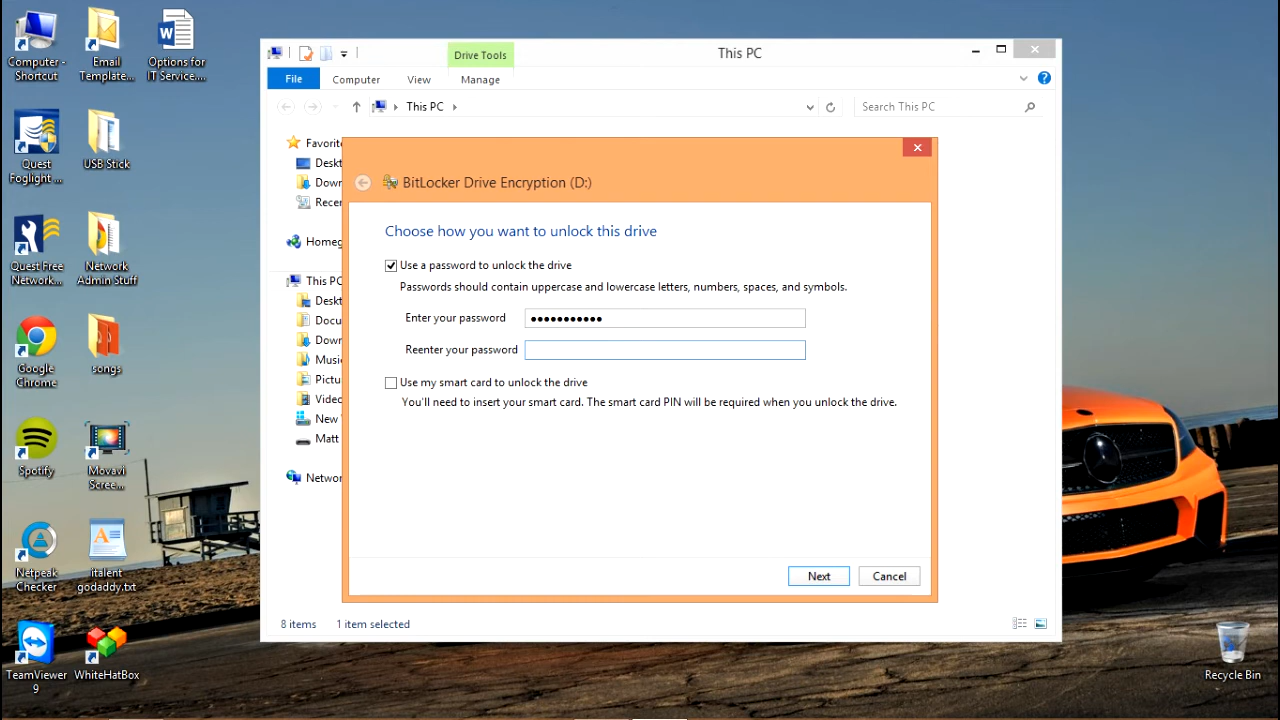 Computer -
Shortcut
Email
Template...
Options for
IT Service....
Quest
Foglight ...
USB Stick
Quest Free
Network...
Network
Admin Stuff
Google
Chrome
songs
Spotify
Movavi
Scree...
Netpeak
Checker
italent
godaddy.txt
TeamViewer
9
WhiteHatBox
Recycle Bin
Drive Tools
This PC
File
Computer
View
Manage
This PC
Search This PC
Favorite
Deskt
Down
Recen
Homeg
This PC
Deskt
Docu
Down
Music
Pictu
Video
New
Matt
Networ
BitLocker Drive Encryption (D:)
Choose how you want to unlock this drive
Use a password to unlock the drive
Passwords should contain uppercase and lowercase letters, numbers, spaces, and symbols.
Enter your password
●●●●●●●●●●●
Reenter your password
Use my smart card to unlock the drive
You'll need to insert your smart card. The smart card PIN will be required when you unlock the drive.
Next
Cancel
8 items
1 item selected